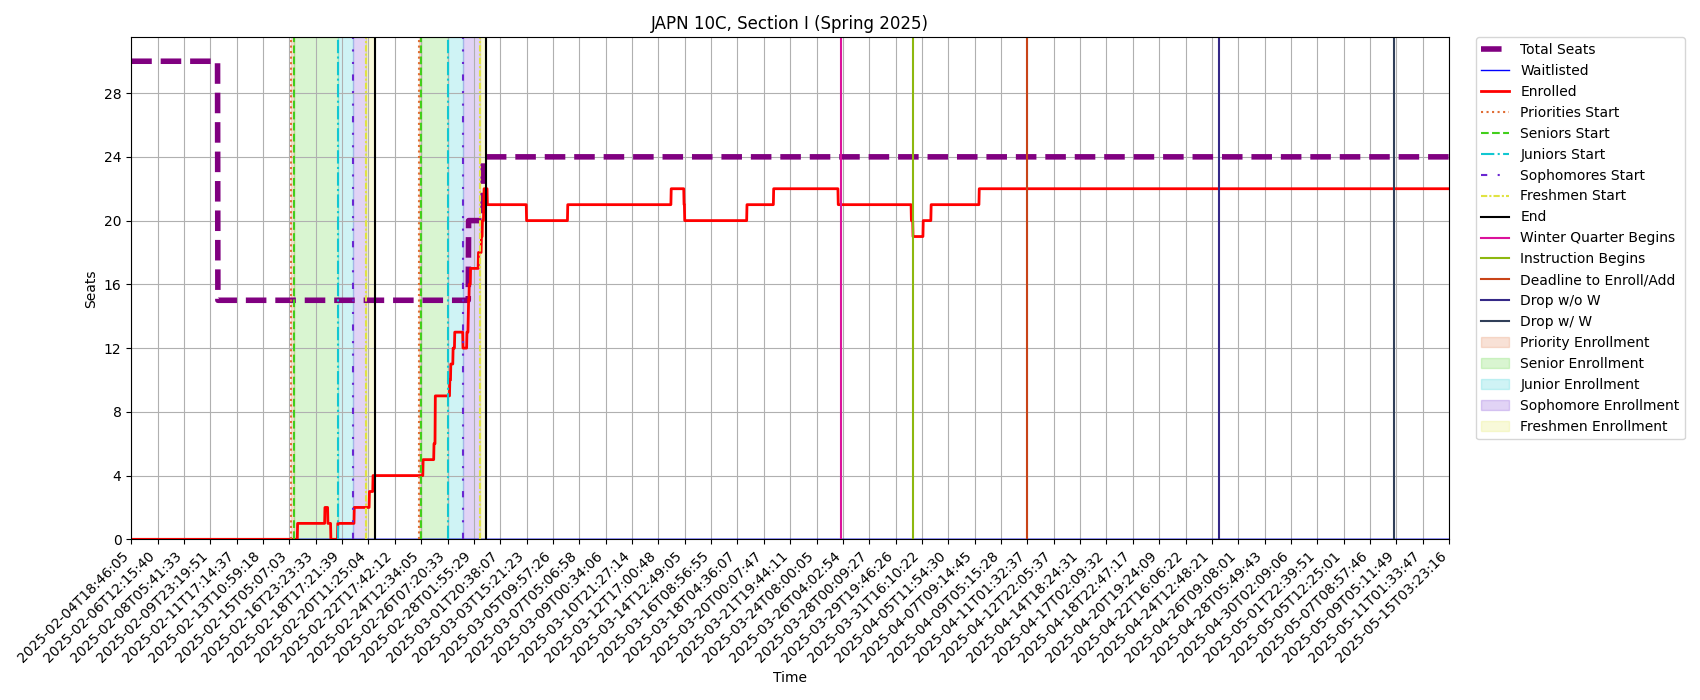 JAPN 10C, Section I (Spring 2025)
Seats
28
24
20
16
12
8
4
0
2025-02-04T18:46:05
2025-02-06T12:15:40
2025-02-08T05:41:33
2025-02-09T23:19:51
2025-02-11T17:14:37
2025-02-13T10:59:18
2025-02-15T05:07:03
2025-02-16T23:23:33
2025-02-18T17:21:39
2025-02-20T11:25:04
2025-02-22T17:42:12
2025-02-24T12:34:05
2025-02-26T07:20:33
2025-02-28T01:55:29
2025-03-01T20:38:07
2025-03-03T15:21:23
2025-03-05T09:57:26
2025-03-07T05:06:58
2025-03-09T00:34:06
2025-03-10T21:27:14
2025-03-12T17:00:48
2025-03-14T12:49:05
2025-03-16T08:56:55
2025-03-18T04:36:07
2025-03-20T00:07:47
2025-03-21T19:44:11
2025-03-24T08:00:05
2025-03-26T04:02:54
2025-03-28T00:09:27
2025-03-29T19:46:26
2025-03-31T16:10:22
2025-04-05T11:54:30
2025-04-07T09:14:45
2025-04-09T05:15:28
2025-04-11T01:32:37
2025-04-12T22:05:37
2025-04-14T18:24:31
2025-04-17T02:09:32
2025-04-18T22:47:17
2025-04-20T19:24:09
2025-04-22T16:06:22
2025-04-24T12:48:21
2025-04-26T09:08:01
2025-04-28T05:49:43
2025-04-30T02:09:06
2025-05-01T22:39:51
2025-05-05T12:25:01
2025-05-07T08:57:46
2025-05-09T05:11:49
2025-05-11T01:33:47
2025-05-15T03:23:16
Time
Total Seats
Waitlisted
Enrolled
Priorities Start
Seniors Start
Juniors Start
Sophomores Start
Freshmen Start
End
Winter Quarter Begins
Instruction Begins
Deadline to Enroll/Add
Drop w/o W
Drop w/ W
Priority Enrollment
Senior Enrollment
Junior Enrollment
Sophomore Enrollment
Freshmen Enrollment